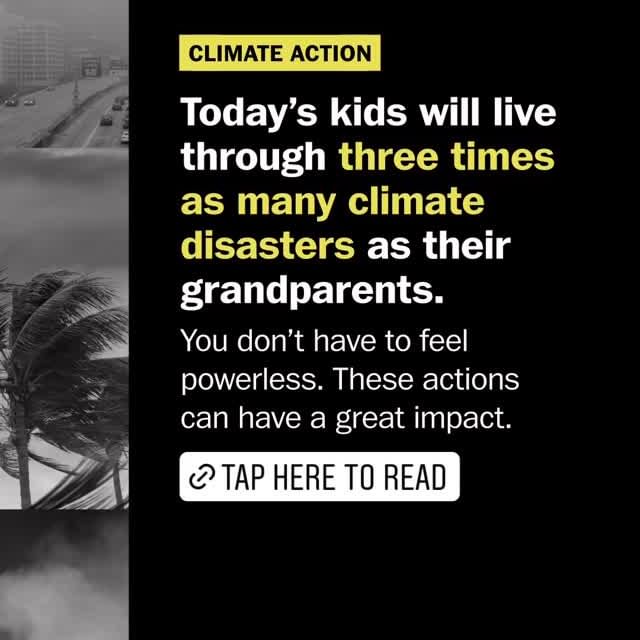 CLIMATE ACTION
Today’s kids will live
through three times
as many climate
disasters as their
grandparents.
You don’t have to feel
powerless. These actions
can have a great impact.
TAP HERE TO READ